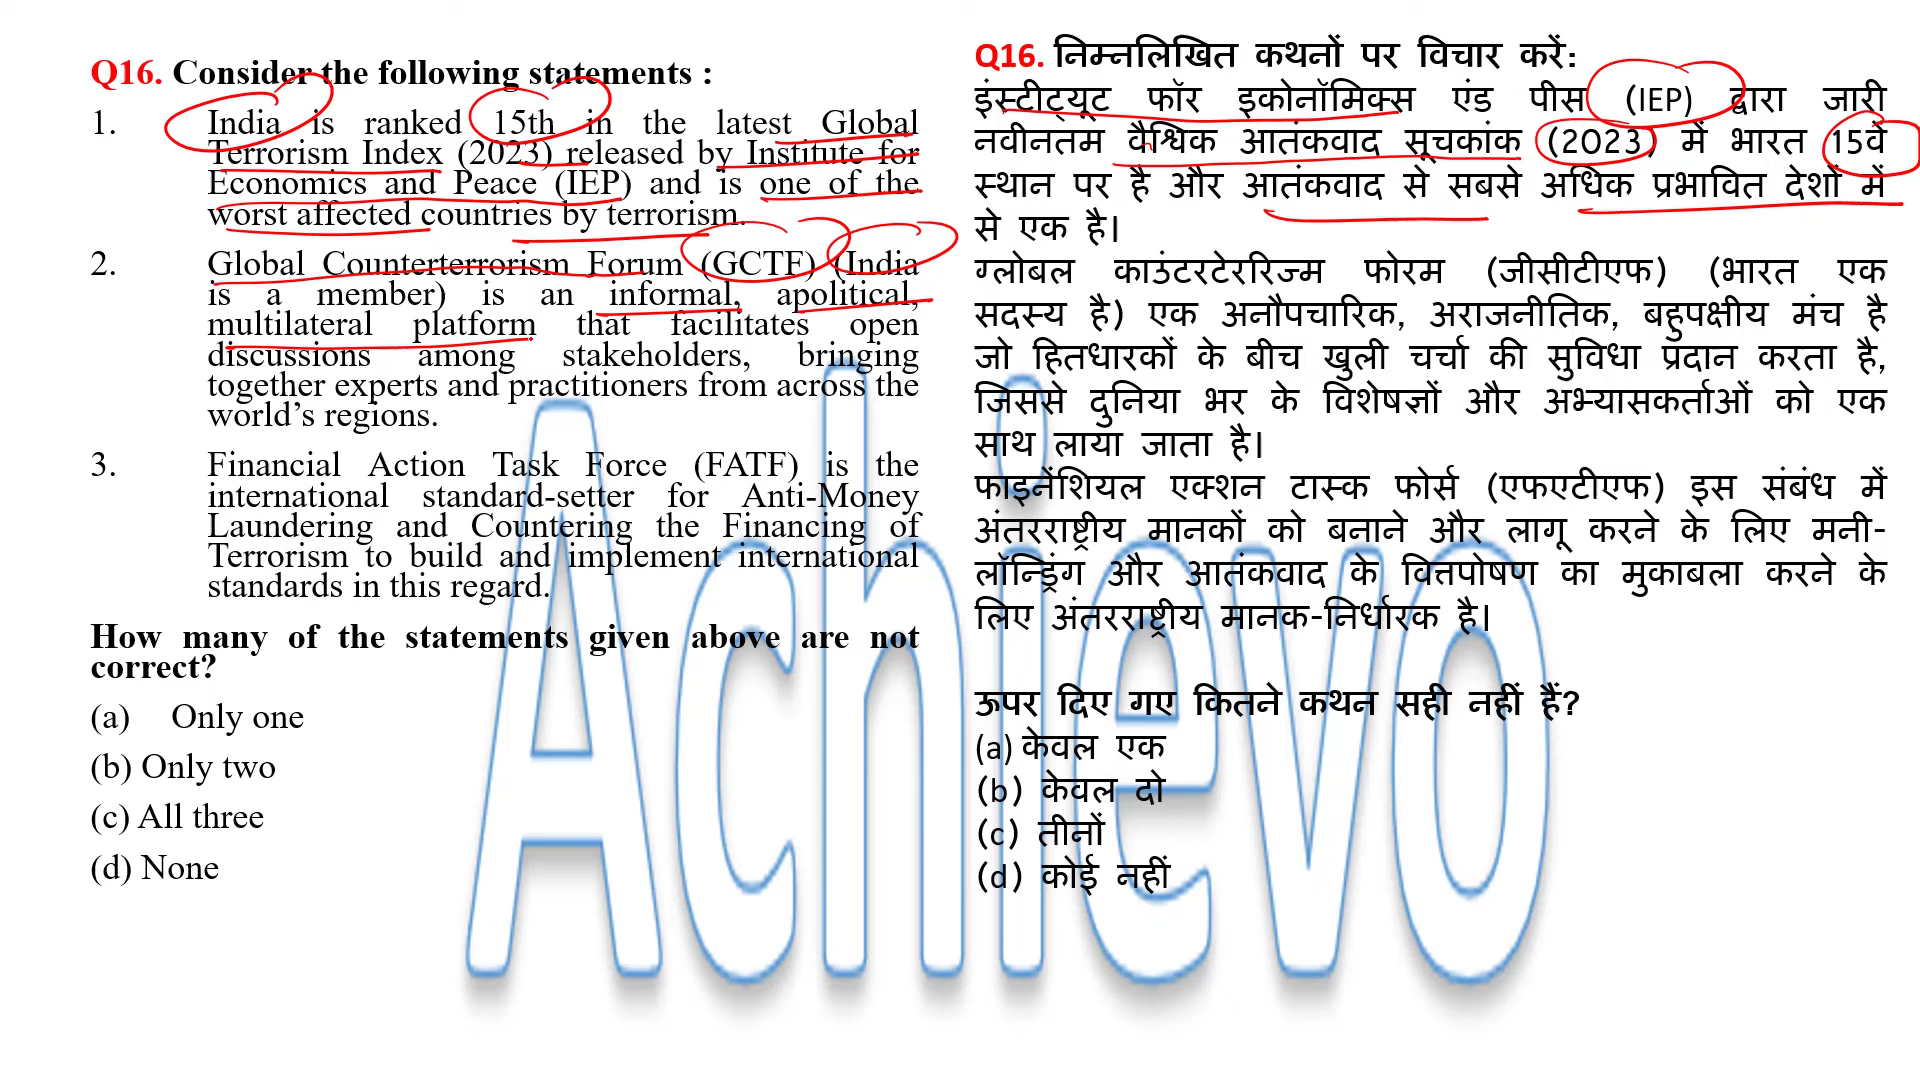 Q16. Consider the following statements :
1. India is ranked 15th in the latest Global
Terrorism Index (2023) released by Institute for
Economics and Peace (IEP) and is one of the
worst affected countries by terrorism.
2. Global Counterterrorism Forum (GCTF) (India
is a member) is an informal, apolitical,
multilateral platform that facilitates open
discussions among stakeholders, bringing
together experts and practitioners from across the
world’s regions.
3. Financial Action Task Force (FATF) is the
international standard-setter for Anti-Money
Laundering and Countering the Financing of
Terrorism to build and implement international
standards in this regard.
How many of the statements given above are not
correct?
(a) Only one
(b) Only two
(c) All three
(d) None
Q16. निम्नलिखित कथनों पर विचार करें:
इंस्टीट्यूट फॉर इकोनॉमिक्स एंड पीस (IEP) द्वारा जारी
नवीनतम वैश्विक आतंकवाद सूचकांक (2023) में भारत 15वें
स्थान पर है और आतंकवाद से सबसे अधिक प्रभावित देशों में
से एक है।
ग्लोबल काउंटरटेररिज्म फोरम (जीसीटीएफ) (भारत एक
सदस्य है) एक अनौपचारिक, अराजनीतिक, बहुपक्षीय मंच है
जो हितधारकों के बीच खुली चर्चा की सुविधा प्रदान करता है,
जिससे दुनिया भर के विशेषज्ञों और अभ्यासकर्ताओं को एक
साथ लाया जाता है।
फाइनेंशियल एक्शन टास्क फोर्स (एफएटीएफ) इस संबंध में
अंतरराष्ट्रीय मानकों को बनाने और लागू करने के लिए मनी-
लॉन्ड्रिंग और आतंकवाद के वित्तपोषण का मुकाबला करने के
लिए अंतरराष्ट्रीय मानक-निर्धारक है।
ऊपर दिए गए कितने कथन सही नहीं हैं?
(a) केवल एक
(b) केवल दो
(c) तीनों
(d) कोई नहीं
Achievo